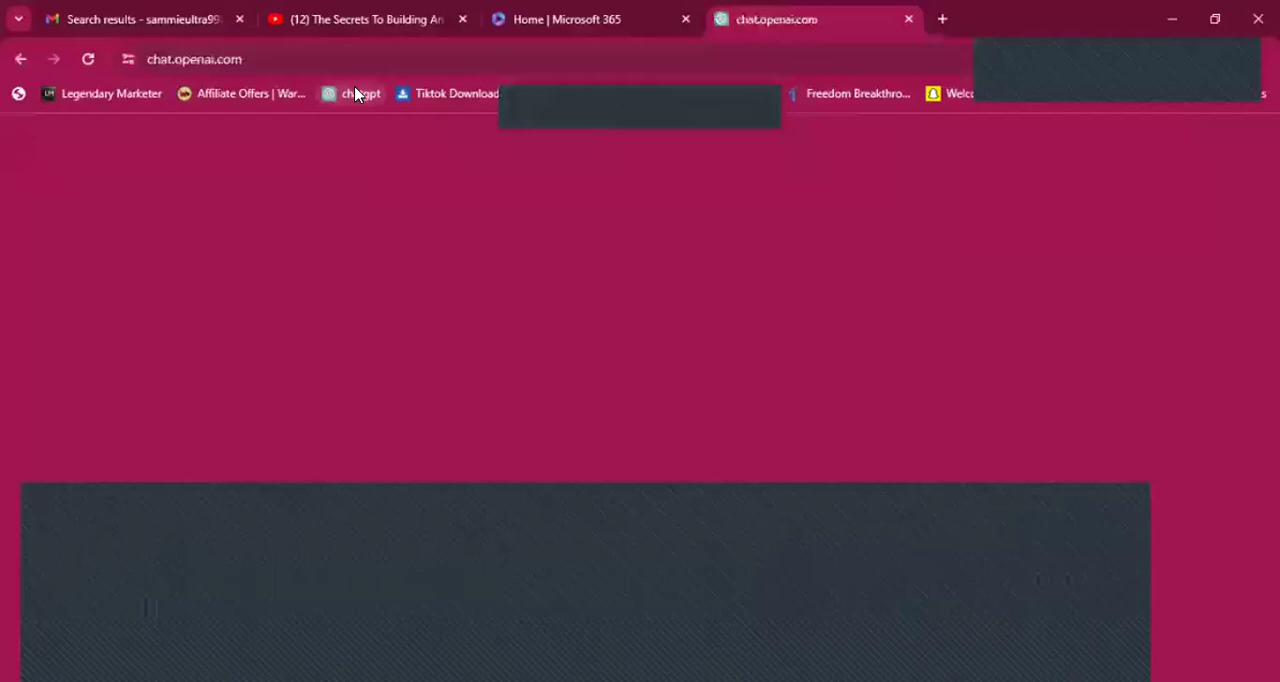 Search results - sammieultra99
(12) The Secrets To Building An
Home | Microsoft 365
chat.openai.com
chat.openai.com
Legendary Marketer
Affiliate Offers | War...
chatgpt
Tiktok Download
Freedom Breakthro...
Welco
s